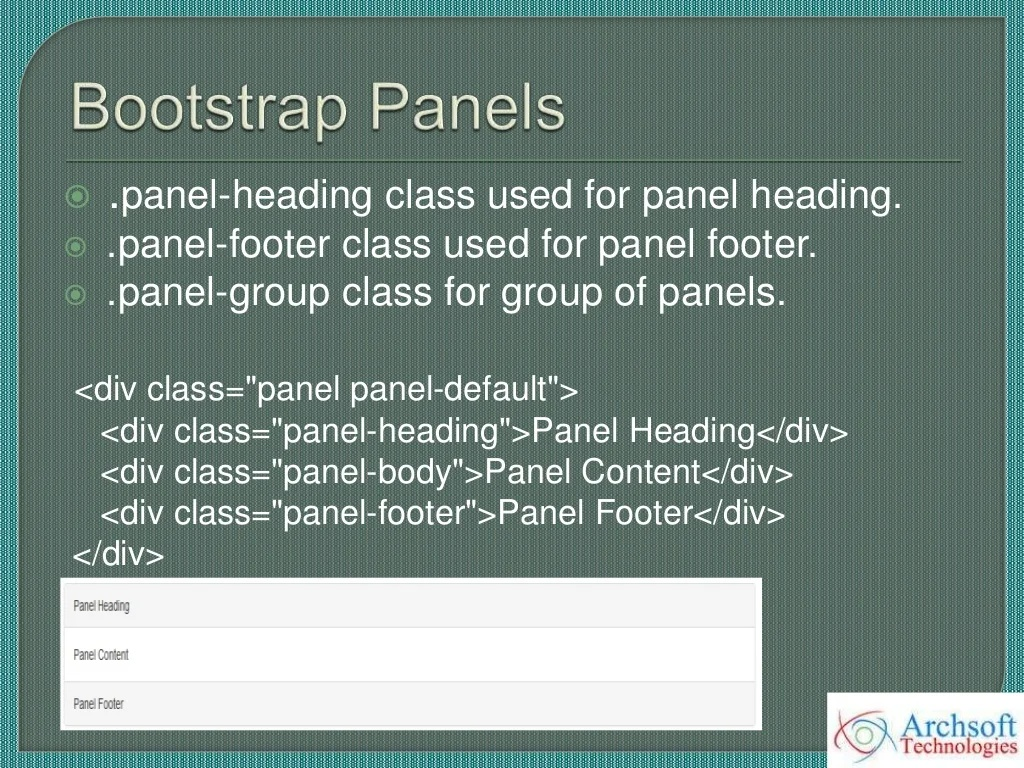 Bootstrap Panels
.panel-heading class used for panel heading.
.panel-footer class used for panel footer.
.panel-group class for group of panels.
<div class="panel panel-default">
<div class="panel-heading">Panel Heading</div>
<div class="panel-body">Panel Content</div>
<div class="panel-footer">Panel Footer</div>
</div>
Panel Heading
Panel Content
Panel Footer
Archsoft
Technologies